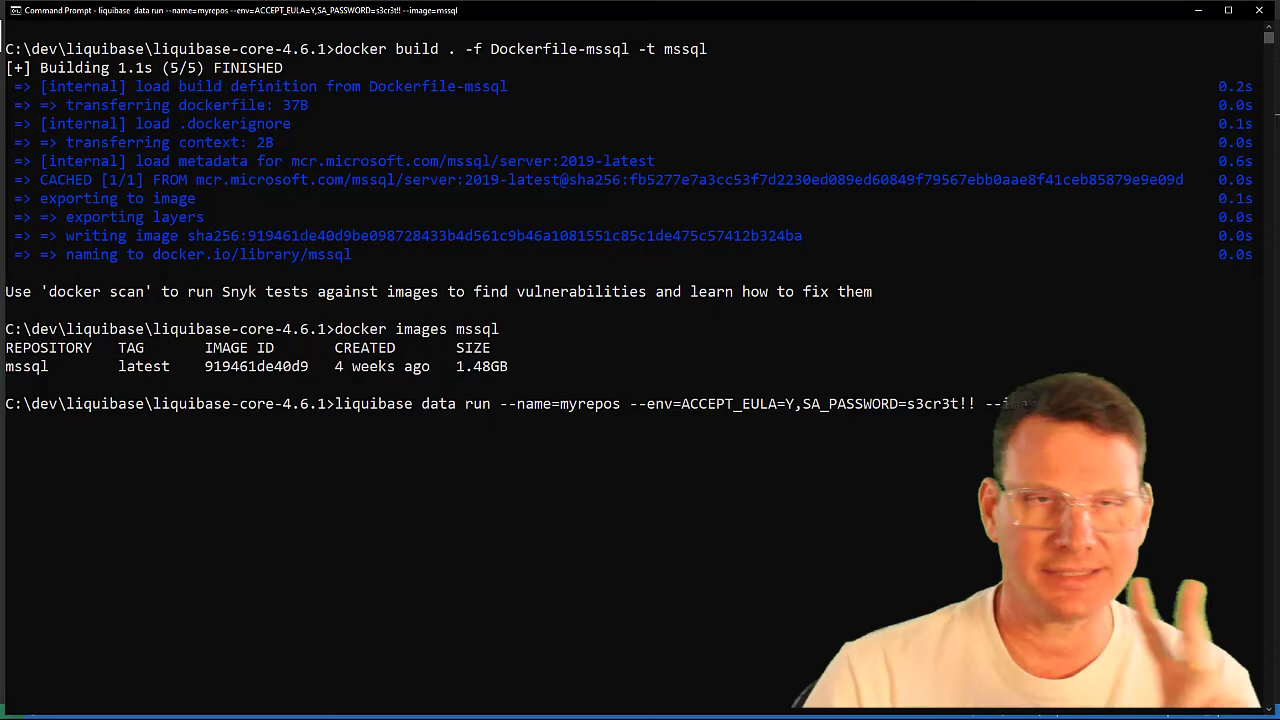 Command Prompt - liquibase data run --name=myrepos --env=ACCEPT_EULA=Y,SA_PASSWORD=s3cr3t!! --image=mssql
C:\dev\liquibase\liquibase-core-4.6.1>docker build . -f Dockerfile-mssql -t mssql
[+] Building 1.1s (5/5) FINISHED
=> [internal] load build definition from Dockerfile-mssql 0.2s
=> => transferring dockerfile: 37B 0.0s
=> [internal] load .dockerignore 0.1s
=> => transferring context: 2B 0.0s
=> [internal] load metadata for mcr.microsoft.com/mssql/server:2019-latest 0.6s
=> CACHED [1/1] FROM mcr.microsoft.com/mssql/server:2019-latest@sha256:fb5277e7a3cc53f7d2230ed089ed60849f79567ebb0aae8f41ceb85879e9e09d 0.0s
=> exporting to image 0.1s
=> => exporting layers 0.0s
=> => writing image sha256:919461de40d9be098728433b4d561c9b46a1081551c85c1de475c57412b324ba 0.0s
=> => naming to docker.io/library/mssql 0.0s
Use 'docker scan' to run Snyk tests against images to find vulnerabilities and learn how to fix them
C:\dev\liquibase\liquibase-core-4.6.1>docker images mssql
REPOSITORY TAG IMAGE ID CREATED SIZE
mssql latest 919461de40d9 4 weeks ago 1.48GB
C:\dev\liquibase\liquibase-core-4.6.1>liquibase data run --name=myrepos --env=ACCEPT_EULA=Y,SA_PASSWORD=s3cr3t!!